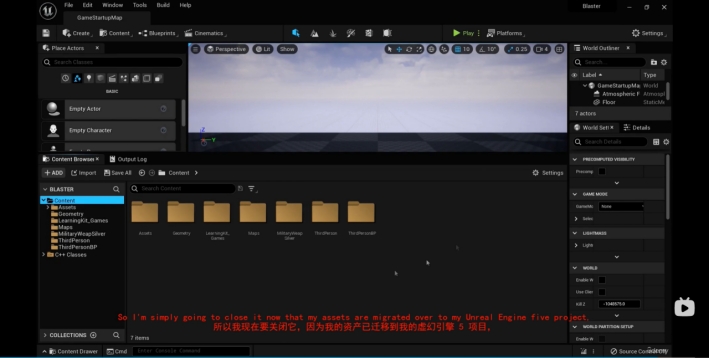 File Edit Window Tools Build Help
Blaster
GameStartupMap
Create Content Blueprints Cinematics Play Platforms Settings
Place Actors
Search Classes
BASIC
Empty Actor
Empty Character
Perspective Lit Show 10 10° 0.25 4
World Outliner
Search...
Label Type
GameStartupMap World
Atmospheric F Atmosph
Floor StaticMe
7 actors
World Sett Details
Search Details
PRECOMPUTED VISIBILITY
GAME MODE
GameMo None
Selec
LIGHTMASS
Lightr
WORLD
Enable W
Use Clien
Kill Z -1048575.0
WORLD PARTITION SETUP
Enable W
Content Browser Output Log
ADD Import Save All Content Settings
BLASTER
Search Content
Content
Assets
Geometry
LearningKit_Games
Maps
MilitaryWeapSilver
ThirdPerson
ThirdPersonBP
C++ Classes
Assets Geometry LearningKit_Games Maps MilitaryWeapSilver ThirdPerson ThirdPersonBP
So I'm simply going to close it now that my assets are migrated over to my Unreal Engine five project.
所以我现在要关闭它，因为我的资产已迁移到我的虚幻引擎 5 项目，
COLLECTIONS
7 items
Content Drawer Cmd Enter Console Command Source Control